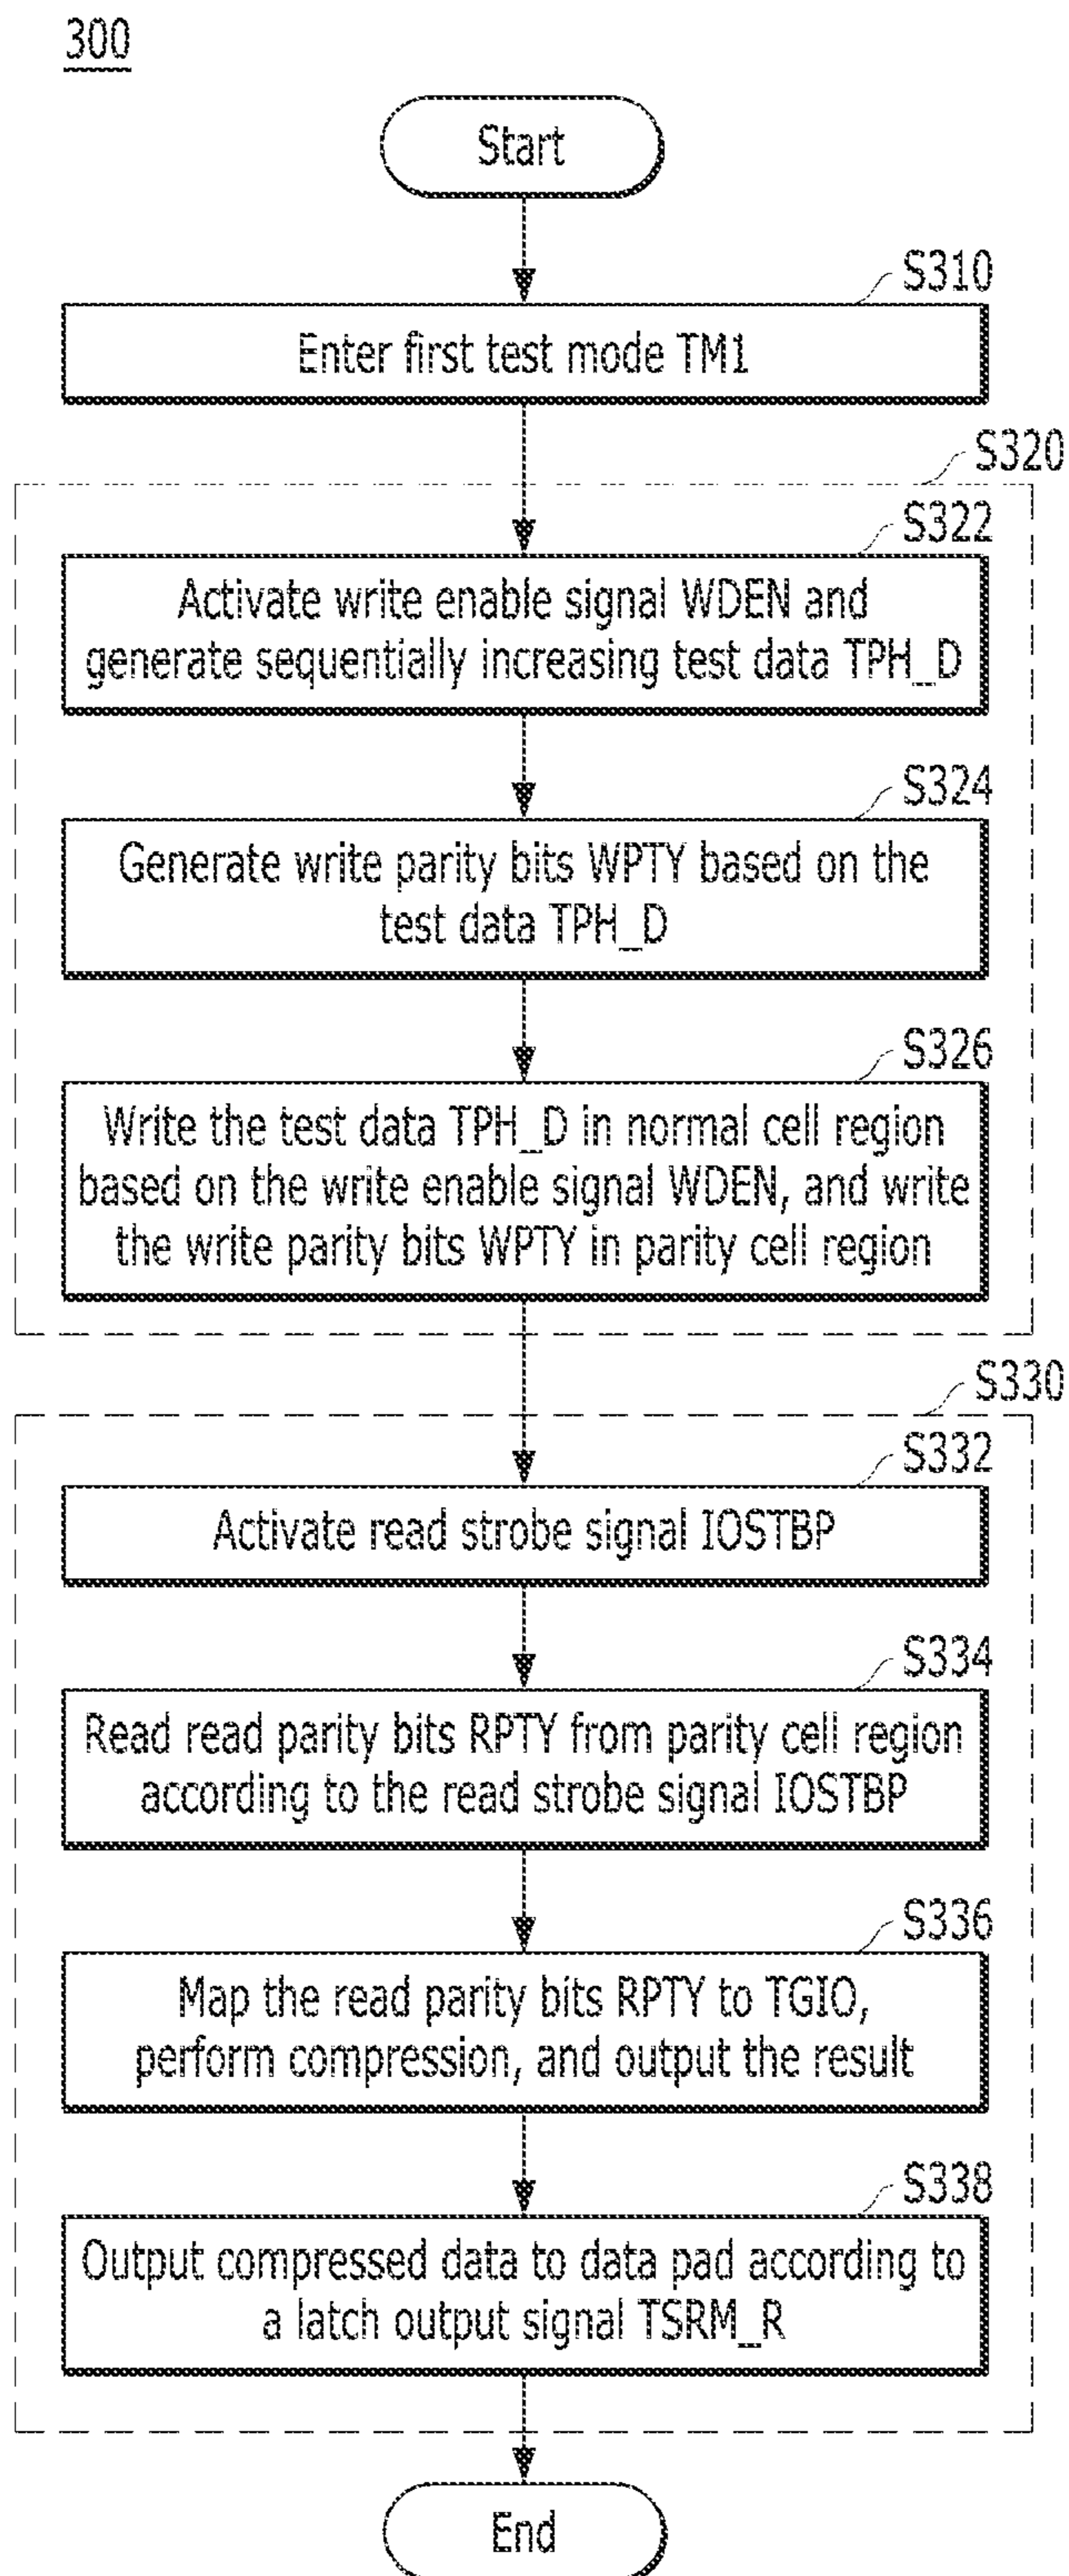 300
Start
S310
Enter first test mode TM1
S320
S322
Activate write enable signal WDEN and
generate sequentially increasing test data TPH_D
S324
Generate write parity bits WPTY based on the
test data TPH_D
S326
Write the test data TPH_D in normal cell region
based on the write enable signal WDEN, and write
the write parity bits WPTY in parity cell region
S330
S332
Activate read strobe signal IOSTBP
S334
Read read parity bits RPTY from parity cell region
according to the read strobe signal IOSTBP
S336
Map the read parity bits RPTY to TGIO,
perform compression, and output the result
S338
Output compressed data to data pad according to
a latch output signal TSRM_R
End